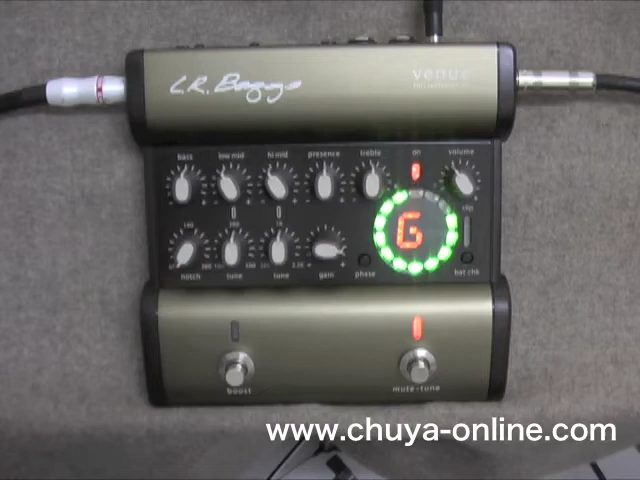 L.R. Baggs
venue
bass low mid hi mid presence treble on volume
clip
notch tune tune gain phase bat chk
G
boost mute-tune
www.chuya-online.com